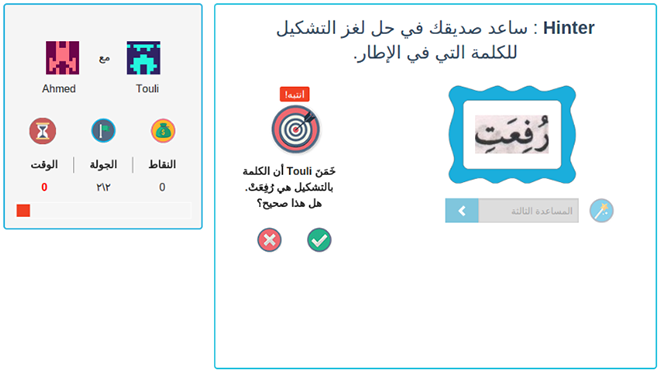 Hinter : ساعد صديقك في حل لغز التشكيل
للكلمة التي في الإطار.
مع
Ahmed
Touli
النقاط
الجولة
الوقت
0
٢\٢
0
انتبه!
خَمَنَ Touli أن الكلمة
بالتشكيل هي رُفِعَتْ.
هل هذا صحيح؟
رُفِعَتِ
المساعدة الثالثة